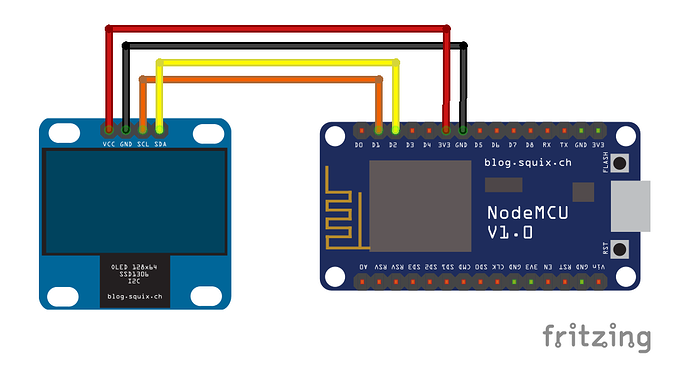 VCC GND SCL SDA
OLED 128x64
SSD1306
I2C
blog.squix.ch
D0 D1 D2 D3 D4 3V3 GND D5 D6 D7 D8 RX TX GND 3V3
blog.squix.ch
FLASH
NodeMCU
V1.0
RST
A0 RSV RSV SD3 SD2 SD1 CMD SD0 CLK GND 3V3 EN RST GND Vin
fritzing